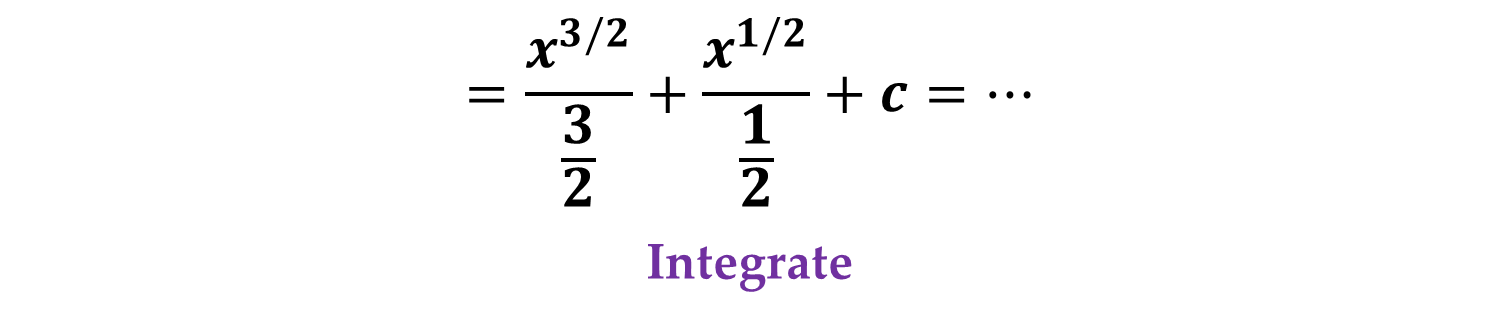 = x^{3/2}/(3/2) + x^{1/2}/(1/2) + c = ⋯
Integrate